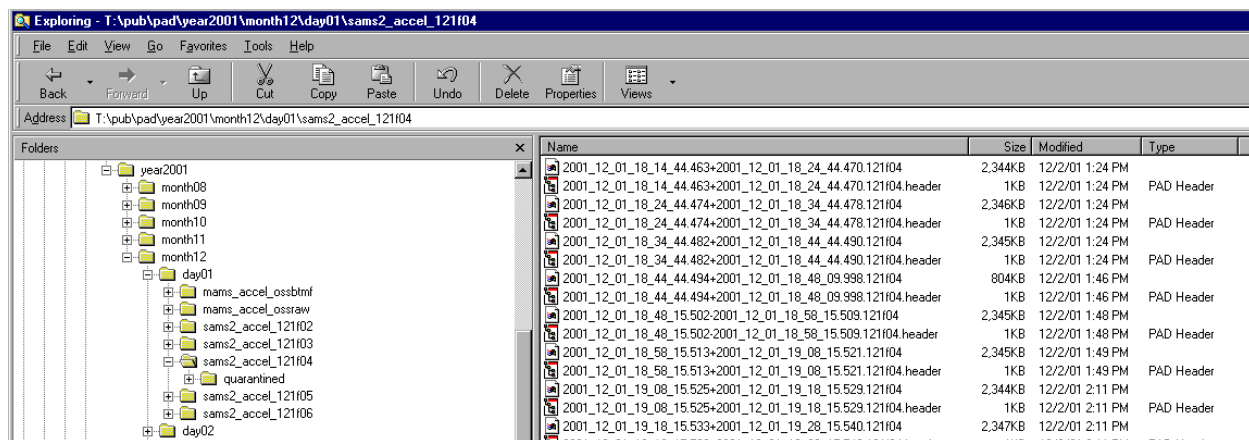 Exploring - T:\pub\pad\year2001\month12\day01\sams2_accel_121f04
File Edit View Go Favorites Tools Help
Back Forward Up Cut Copy Paste Undo Delete Properties Views
Address T:\pub\pad\year2001\month12\day01\sams2_accel_121f04
Folders
year2001
month08
month09
month10
month11
month12
day01
mams_accel_ossbtmf
mams_accel_ossraw
sams2_accel_121f02
sams2_accel_121f03
sams2_accel_121f04
quarantined
sams2_accel_121f05
sams2_accel_121f06
day02
Name Size Modified Type
2001_12_01_18_14_44.463+2001_12_01_18_24_44.470.121f04 2,344KB 12/2/01 1:24 PM
2001_12_01_18_14_44.463+2001_12_01_18_24_44.470.121f04.header 1KB 12/2/01 1:24 PM PAD Header
2001_12_01_18_24_44.474+2001_12_01_18_34_44.478.121f04 2,346KB 12/2/01 1:24 PM
2001_12_01_18_24_44.474+2001_12_01_18_34_44.478.121f04.header 1KB 12/2/01 1:24 PM PAD Header
2001_12_01_18_34_44.482+2001_12_01_18_44_44.490.121f04 2,345KB 12/2/01 1:24 PM
2001_12_01_18_34_44.482+2001_12_01_18_44_44.490.121f04.header 1KB 12/2/01 1:24 PM PAD Header
2001_12_01_18_44_44.494+2001_12_01_18_48_09.998.121f04 804KB 12/2/01 1:46 PM
2001_12_01_18_44_44.494+2001_12_01_18_48_09.998.121f04.header 1KB 12/2/01 1:46 PM PAD Header
2001_12_01_18_48_15.502-2001_12_01_18_58_15.509.121f04 2,345KB 12/2/01 1:48 PM
2001_12_01_18_48_15.502-2001_12_01_18_58_15.509.121f04.header 1KB 12/2/01 1:48 PM PAD Header
2001_12_01_18_58_15.513+2001_12_01_19_08_15.521.121f04 2,345KB 12/2/01 1:49 PM
2001_12_01_18_58_15.513+2001_12_01_19_08_15.521.121f04.header 1KB 12/2/01 1:49 PM PAD Header
2001_12_01_19_08_15.525+2001_12_01_19_18_15.529.121f04 2,344KB 12/2/01 2:11 PM
2001_12_01_19_08_15.525+2001_12_01_19_18_15.529.121f04.header 1KB 12/2/01 2:11 PM PAD Header
2001_12_01_19_18_15.533+2001_12_01_19_28_15.540.121f04 2,347KB 12/2/01 2:11 PM